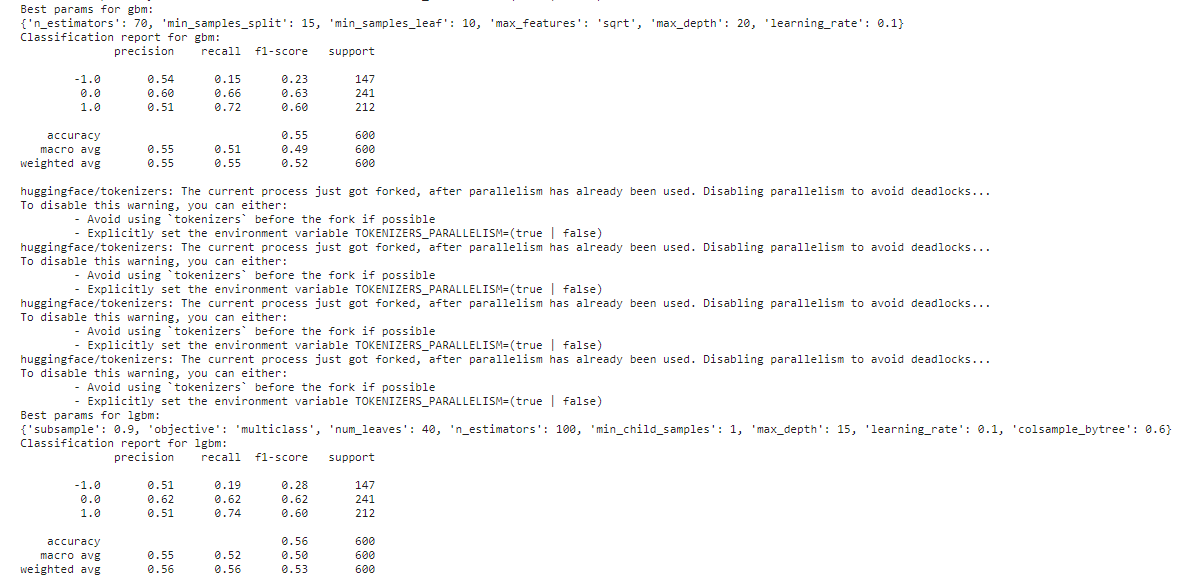 Best params for gbm:
{'n_estimators': 70, 'min_samples_split': 15, 'min_samples_leaf': 10, 'max_features': 'sqrt', 'max_depth': 20, 'learning_rate': 0.1}
Classification report for gbm:
precision recall f1-score support
-1.0 0.54 0.15 0.23 147
0.0 0.60 0.66 0.63 241
1.0 0.51 0.72 0.60 212
accuracy 0.55 600
macro avg 0.55 0.51 0.49 600
weighted avg 0.55 0.55 0.52 600
huggingface/tokenizers: The current process just got forked, after parallelism has already been used. Disabling parallelism to avoid deadlocks...
To disable this warning, you can either:
- Avoid using `tokenizers` before the fork if possible
- Explicitly set the environment variable TOKENIZERS_PARALLELISM=(true | false)
huggingface/tokenizers: The current process just got forked, after parallelism has already been used. Disabling parallelism to avoid deadlocks...
To disable this warning, you can either:
- Avoid using `tokenizers` before the fork if possible
- Explicitly set the environment variable TOKENIZERS_PARALLELISM=(true | false)
huggingface/tokenizers: The current process just got forked, after parallelism has already been used. Disabling parallelism to avoid deadlocks...
To disable this warning, you can either:
- Avoid using `tokenizers` before the fork if possible
- Explicitly set the environment variable TOKENIZERS_PARALLELISM=(true | false)
huggingface/tokenizers: The current process just got forked, after parallelism has already been used. Disabling parallelism to avoid deadlocks...
To disable this warning, you can either:
- Avoid using `tokenizers` before the fork if possible
- Explicitly set the environment variable TOKENIZERS_PARALLELISM=(true | false)
Best params for lgbm:
{'subsample': 0.9, 'objective': 'multiclass', 'num_leaves': 40, 'n_estimators': 100, 'min_child_samples': 1, 'max_depth': 15, 'learning_rate': 0.1, 'colsample_bytree': 0.6}
Classification report for lgbm:
precision recall f1-score support
-1.0 0.51 0.19 0.28 147
0.0 0.62 0.62 0.62 241
1.0 0.51 0.74 0.60 212
accuracy 0.56 600
macro avg 0.55 0.52 0.50 600
weighted avg 0.56 0.56 0.53 600